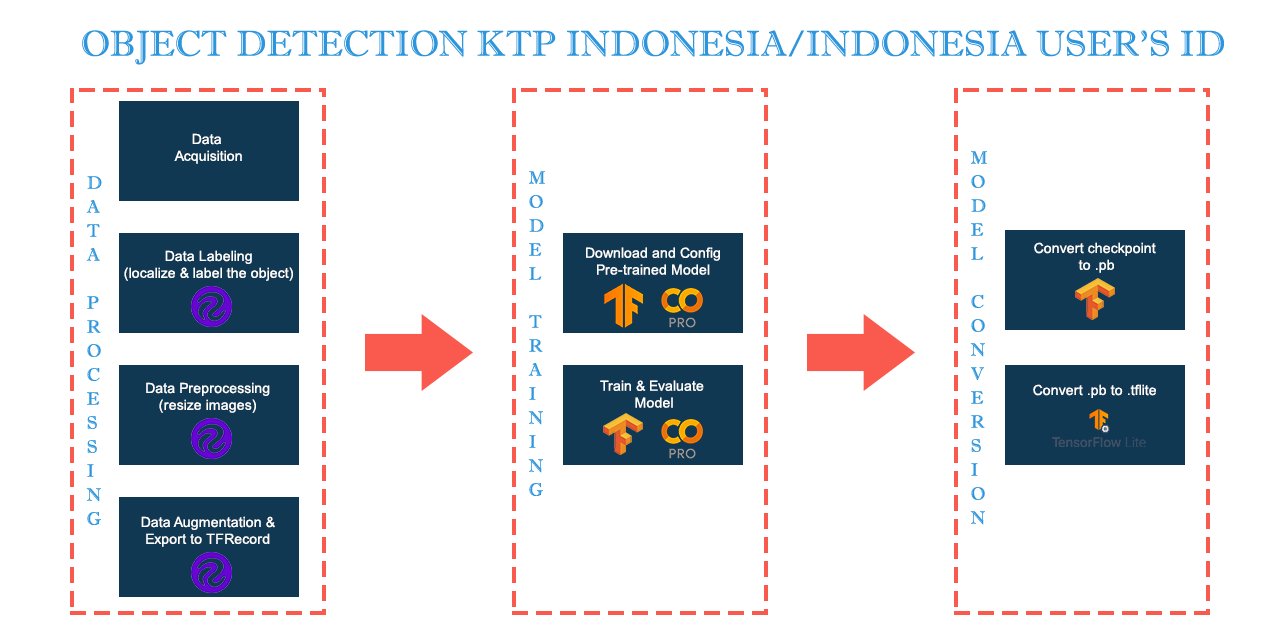 OBJECT DETECTION KTP INDONESIA/INDONESIA USER'S ID
DATA PROCESSING
Data
Acquisition
Data Labeling
(localize & label the object)
Data Preprocessing
(resize images)
Data Augmentation &
Export to TFRecord
MODEL TRAINING
Download and Config
Pre-trained Model
CO
PRO
Train & Evaluate
Model
CO
PRO
MODEL CONVERSION
Convert checkpoint
to .pb
Convert .pb to .tflite
TensorFlow Lite